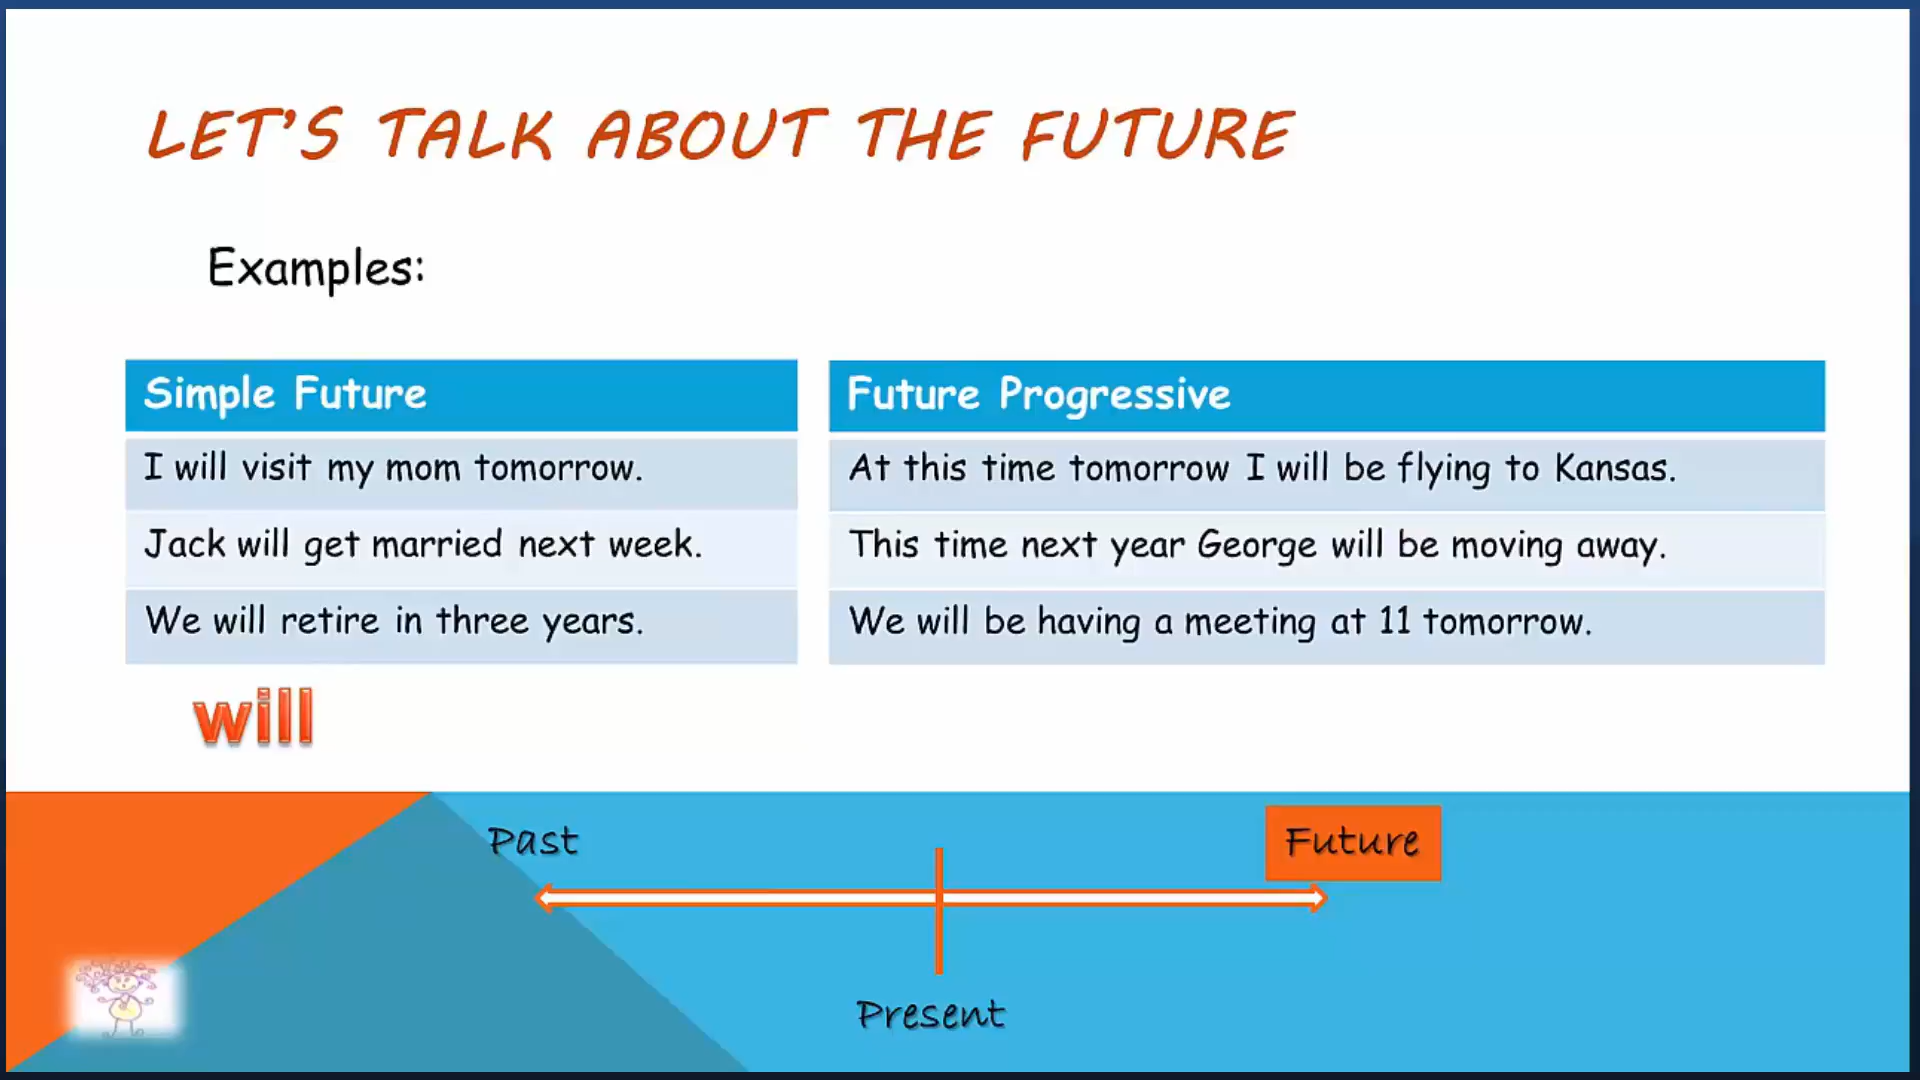 LET'S TALK ABOUT THE FUTURE
Examples:
Simple Future
I will visit my mom tomorrow.
Jack will get married next week.
We will retire in three years.
Future Progressive
At this time tomorrow I will be flying to Kansas.
This time next year George will be moving away.
We will be having a meeting at 11 tomorrow.
will
Past
Future
Present